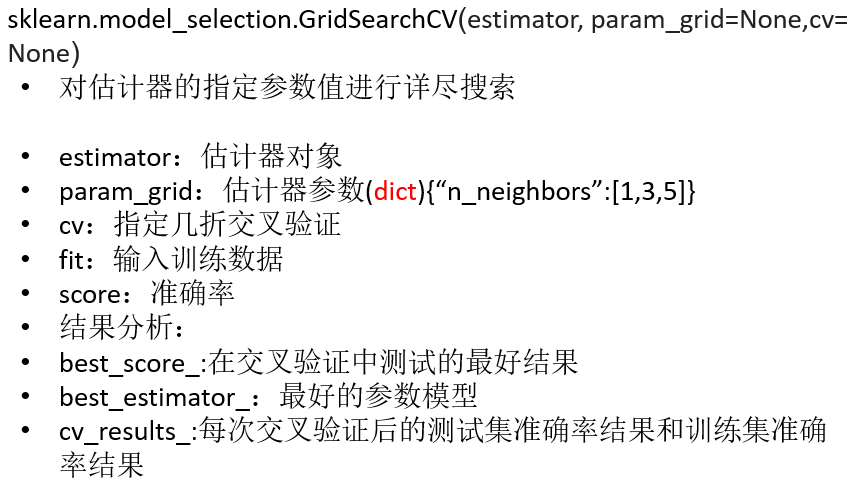 sklearn.model_selection.GridSearchCV(estimator, param_grid=None,cv=
None)
• 对估计器的指定参数值进行详尽搜索
• estimator：估计器对象
• param_grid：估计器参数(dict){“n_neighbors”:[1,3,5]}
• cv：指定几折交叉验证
• fit：输入训练数据
• score：准确率
• 结果分析：
• best_score_:在交叉验证中测试的最好结果
• best_estimator_：最好的参数模型
• cv_results_:每次交叉验证后的测试集准确率结果和训练集准确
率结果